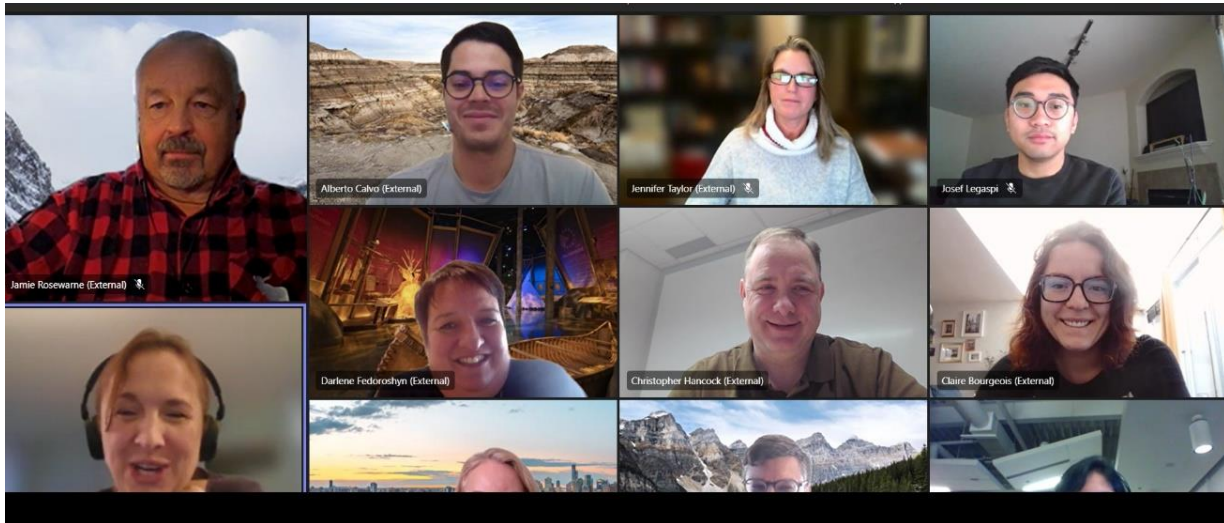 Alberto Calvo (External)
Jennifer Taylor (External)
Josef Legaspi
Jamie Rosewarne (External)
Darlene Fedoroshyn (External)
Christopher Hancock (External)
Claire Bourgeois (External)